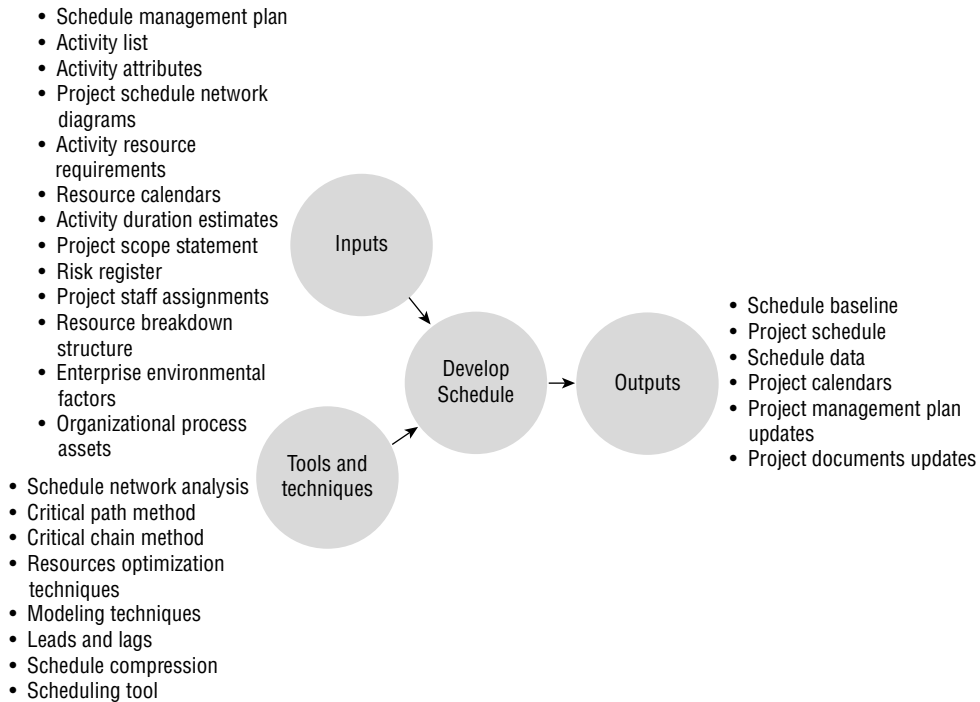 • Schedule management plan
• Activity list
• Activity attributes
• Project schedule network
diagrams
• Activity resource
requirements
• Resource calendars
• Activity duration estimates
• Project scope statement
• Risk register
• Project staff assignments
• Resource breakdown
structure
• Enterprise environmental
factors
• Organizational process
assets
Inputs
• Schedule network analysis
• Critical path method
• Critical chain method
• Resources optimization
techniques
• Modeling techniques
• Leads and lags
• Schedule compression
• Scheduling tool
Tools and
techniques
Develop
Schedule
Outputs
• Schedule baseline
• Project schedule
• Schedule data
• Project calendars
• Project management plan
updates
• Project documents updates